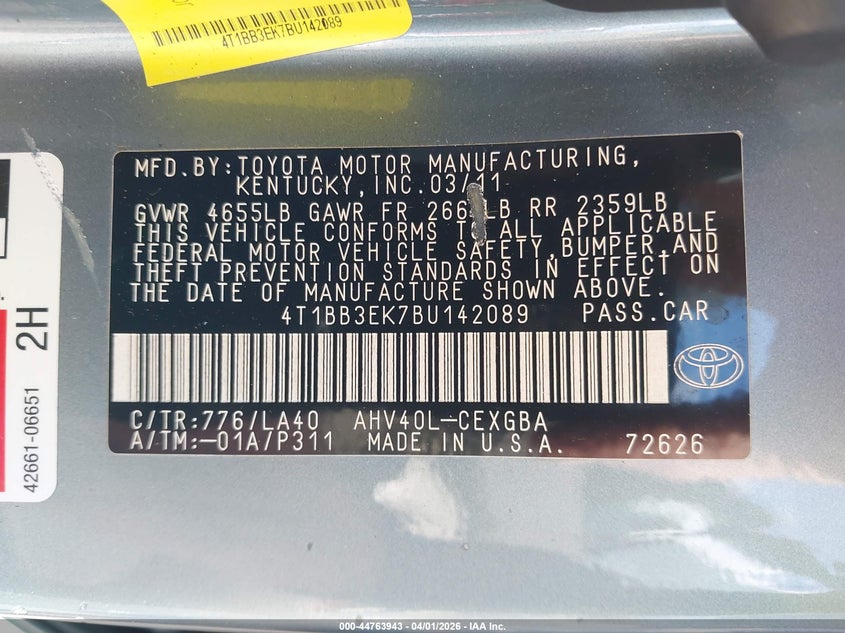 4T1BB3EK7BU142089
MFD.BY:TOYOTA MOTOR MANUFACTURING,
KENTUCKY,INC.03/11
GVWR 4655LB GAWR FR LB RR 2359LB
THIS VEHICLE CONFORMS TO ALL APPLICABLE
FEDERAL MOTOR VEHICLE SAFETY,BUMPER,AND
THEFT PREVENTION STANDARDS IN EFFECT ON
THE DATE OF MANUFACTURE SHOWN ABOVE.
4T1BB3EK7BU142089 PASS.CAR
C/TR:776/LA40 AHV40L-CEXGBA
A/TM:-01A/P311 MADE IN U.S.A. 72626
2H
42661-06651
000-44763943 - 04/01/2026 - IAA Inc.